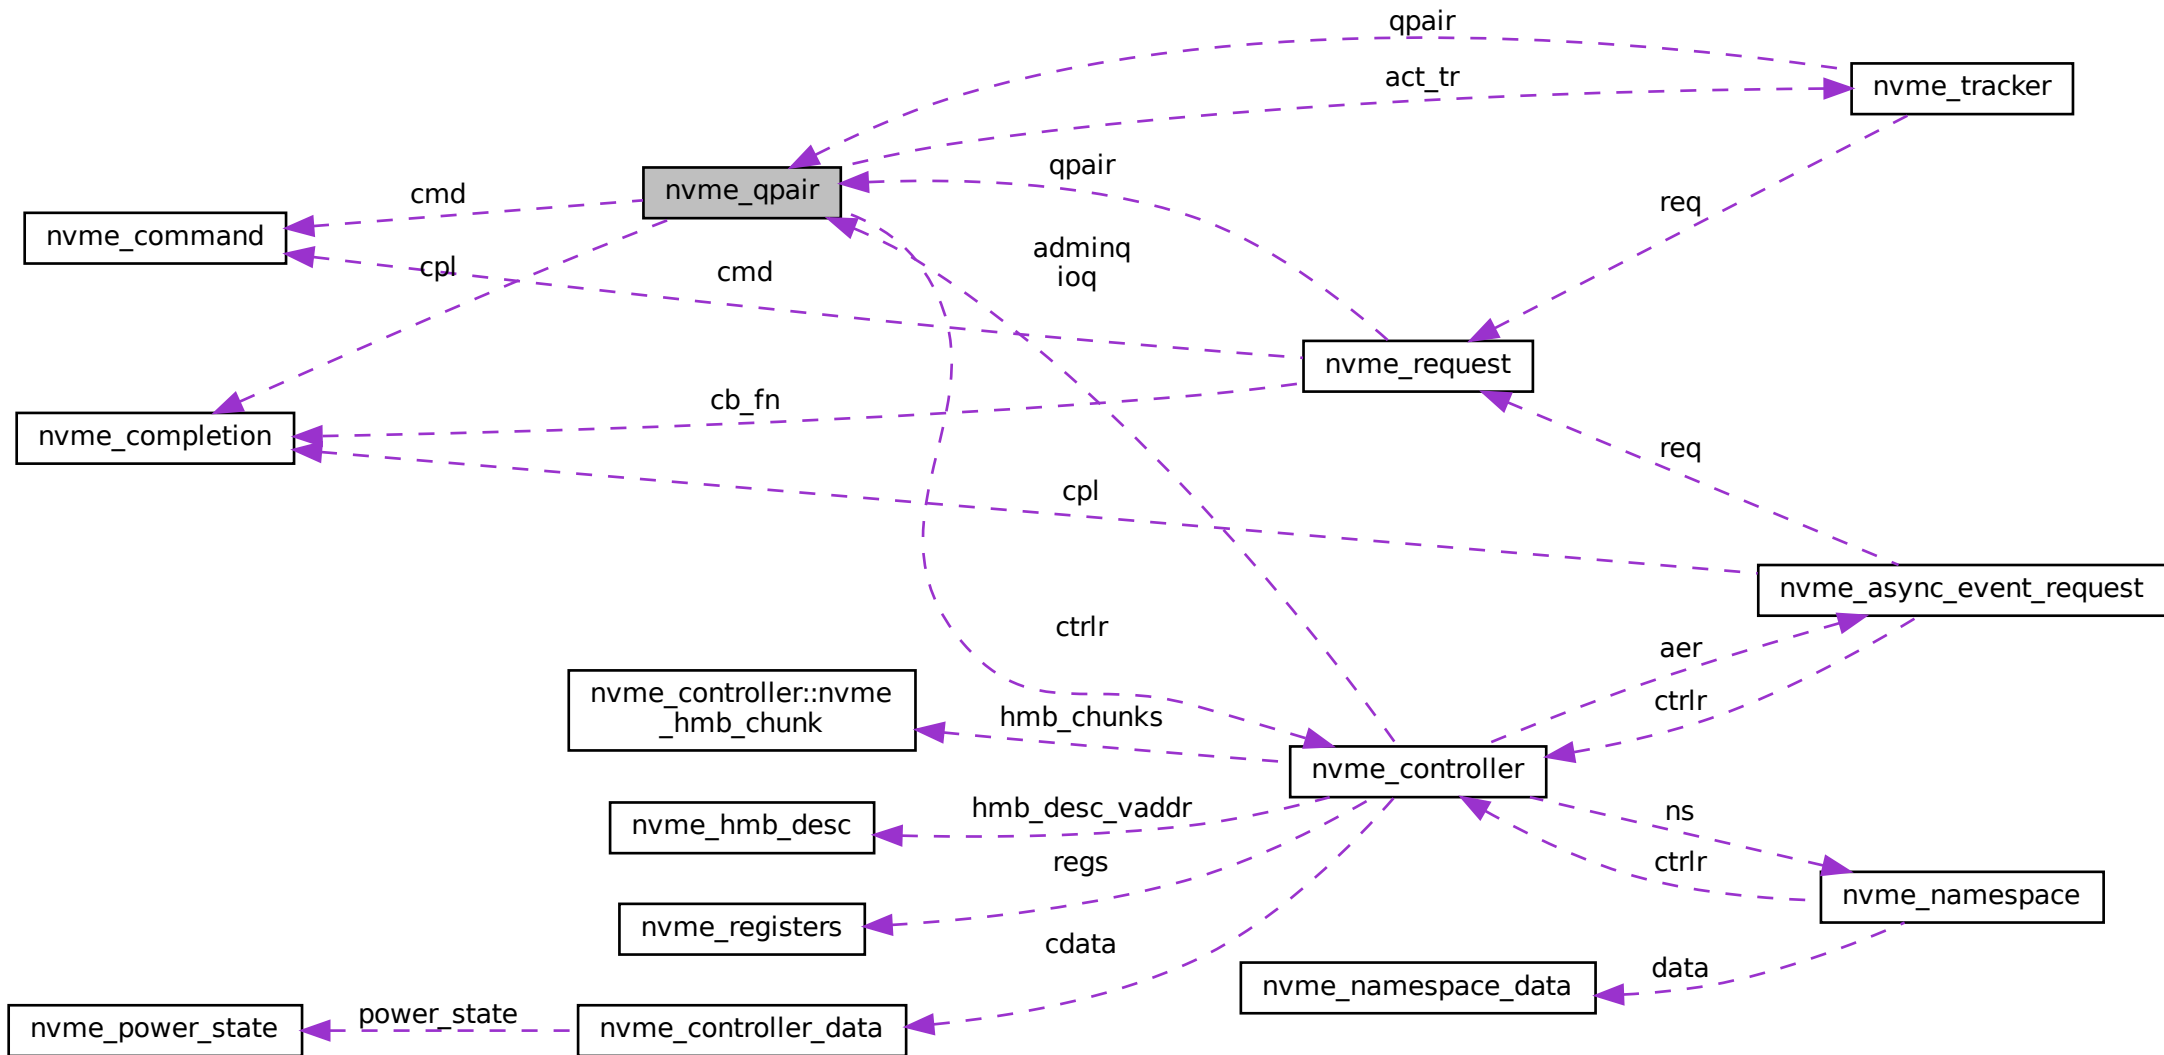 qpair
act_tr
nvme_tracker
nvme_qpair
qpair
cmd
req
nvme_command
adminq
ioq
cpl
cmd
nvme_request
cb_fn
nvme_completion
req
cpl
nvme_async_event_request
ctrlr
aer
nvme_controller::nvme
_hmb_chunk
hmb_chunks
ctrlr
nvme_controller
hmb_desc_vaddr
ns
nvme_hmb_desc
regs
ctrlr
nvme_namespace
nvme_registers
cdata
data
nvme_namespace_data
power_state
nvme_power_state
nvme_controller_data